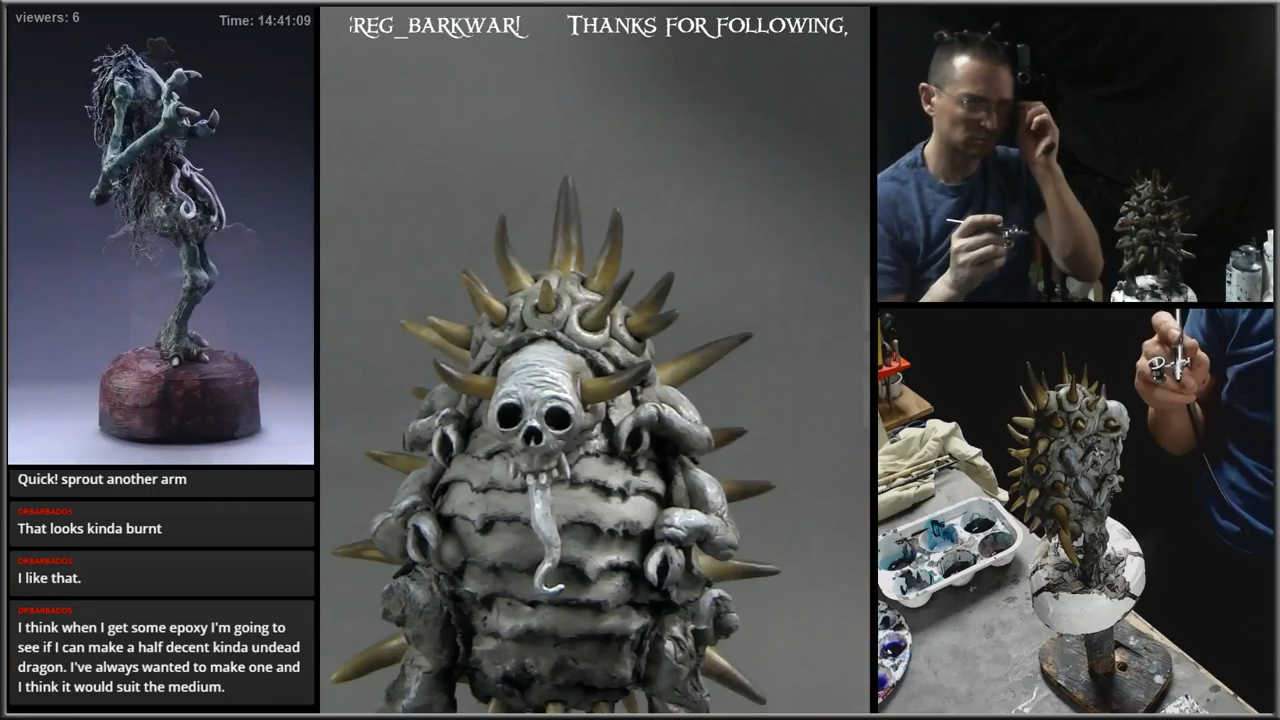 viewers: 6
Time: 14:41:09
THANKS FOR FOLLOWING,
Quick! sprout another arm
DRBARBADOS
That looks kinda burnt
DRBARBADOS
I like that.
DRBARBADOS
I think when I get some epoxy I'm going to
see if I can make a half decent kinda undead
dragon. I've always wanted to make one and
I think it would suit the medium.